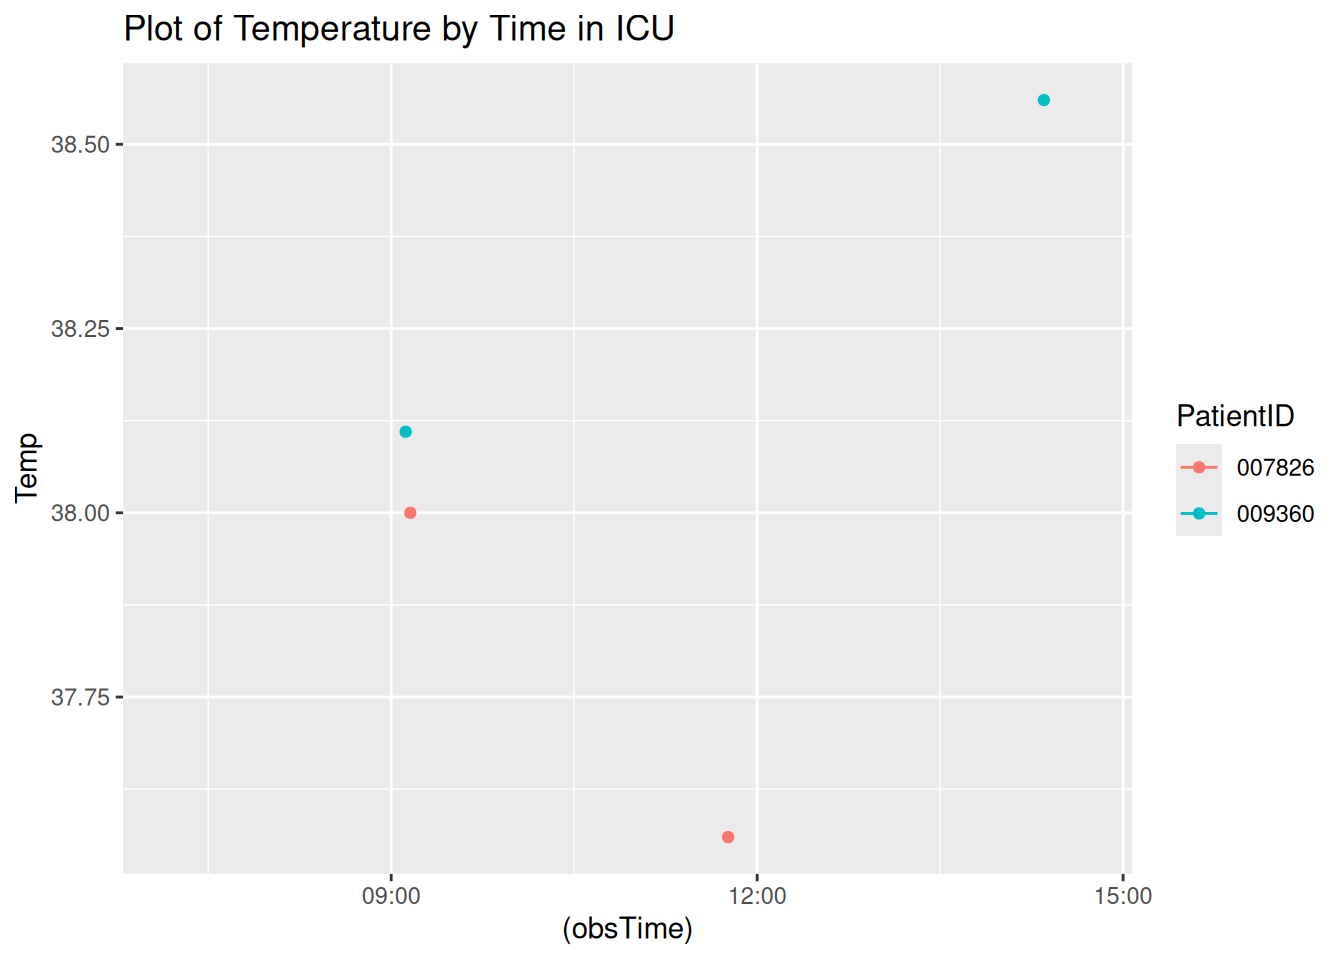 Plot of Temperature by Time in ICU
38.50
38.25
38.00
37.75
Temp
09:00 12:00 15:00
(obsTime)
PatientID
007826
009360